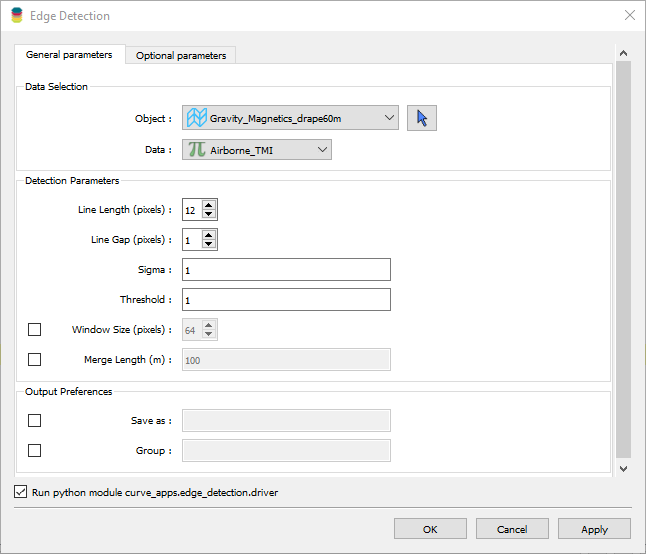 Edge Detection
General parameters
Optional parameters
Data Selection
Object :
Gravity_Magnetics_drape60m
Data :
Airborne_TMI
Detection Parameters
Line Length (pixels) :
12
Line Gap (pixels) :
1
Sigma :
1
Threshold :
1
Window Size (pixels) :
64
Merge Length (m) :
100
Output Preferences
Save as :
Group :
Run python module curve_apps.edge_detection.driver
OK
Cancel
Apply